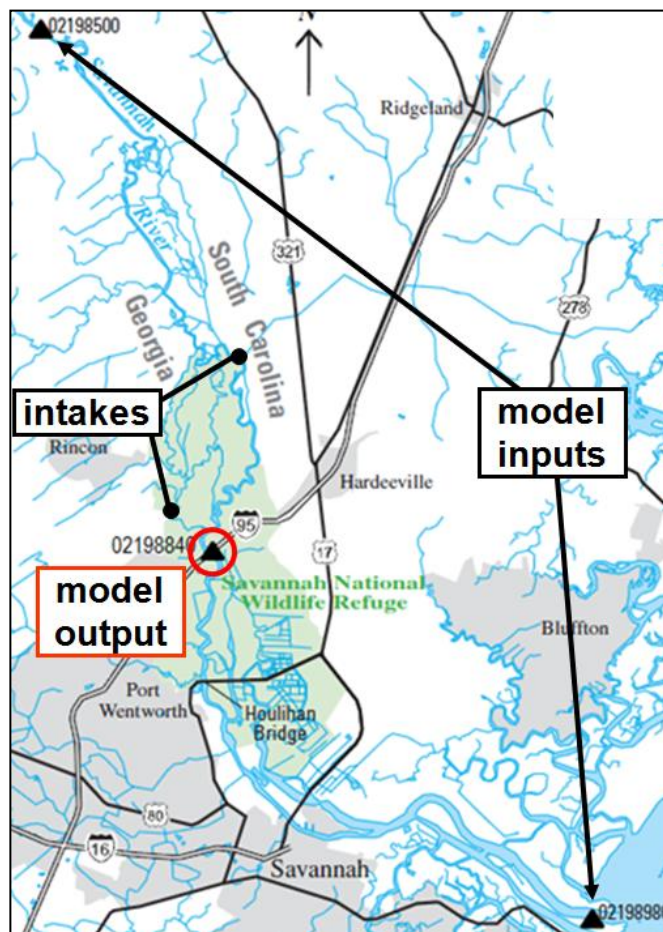 02198500
N
Savannah
River
Ridgeland
321
South Carolina
Georgia
278
intakes
model
inputs
Rincon
Hardeeville
95
02198840
17
model
output
Savannah National
Wildlife Refuge
Bluffton
Port
Wentworth
Houlihan
Bridge
80
16
Savannah
0219898